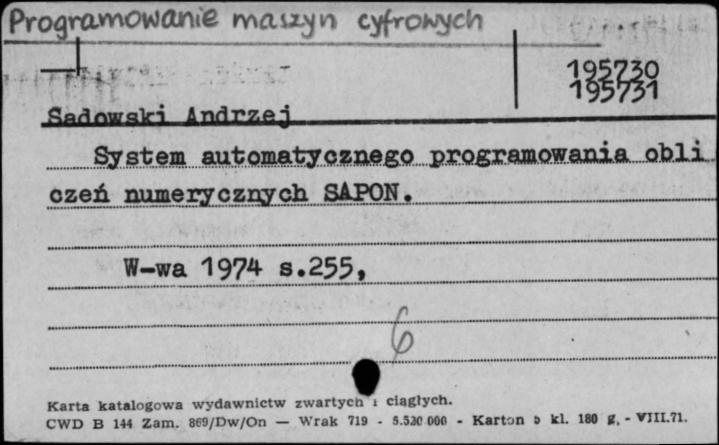 Programowanie maszyn cyfrowych
195730
195731
Sadowski Andrzej
System automatycznego programowania obli
czeń numerycznych SAPON.
W-wa 1974 s.255,
6
Karta katalogowa wydawnictw zwartych i ciągłych.
CWD B 144 Zam. 869/Dw/On — Wrak 719 - 5.520 000 - Karton b kl. 180 g, - VIII.71.